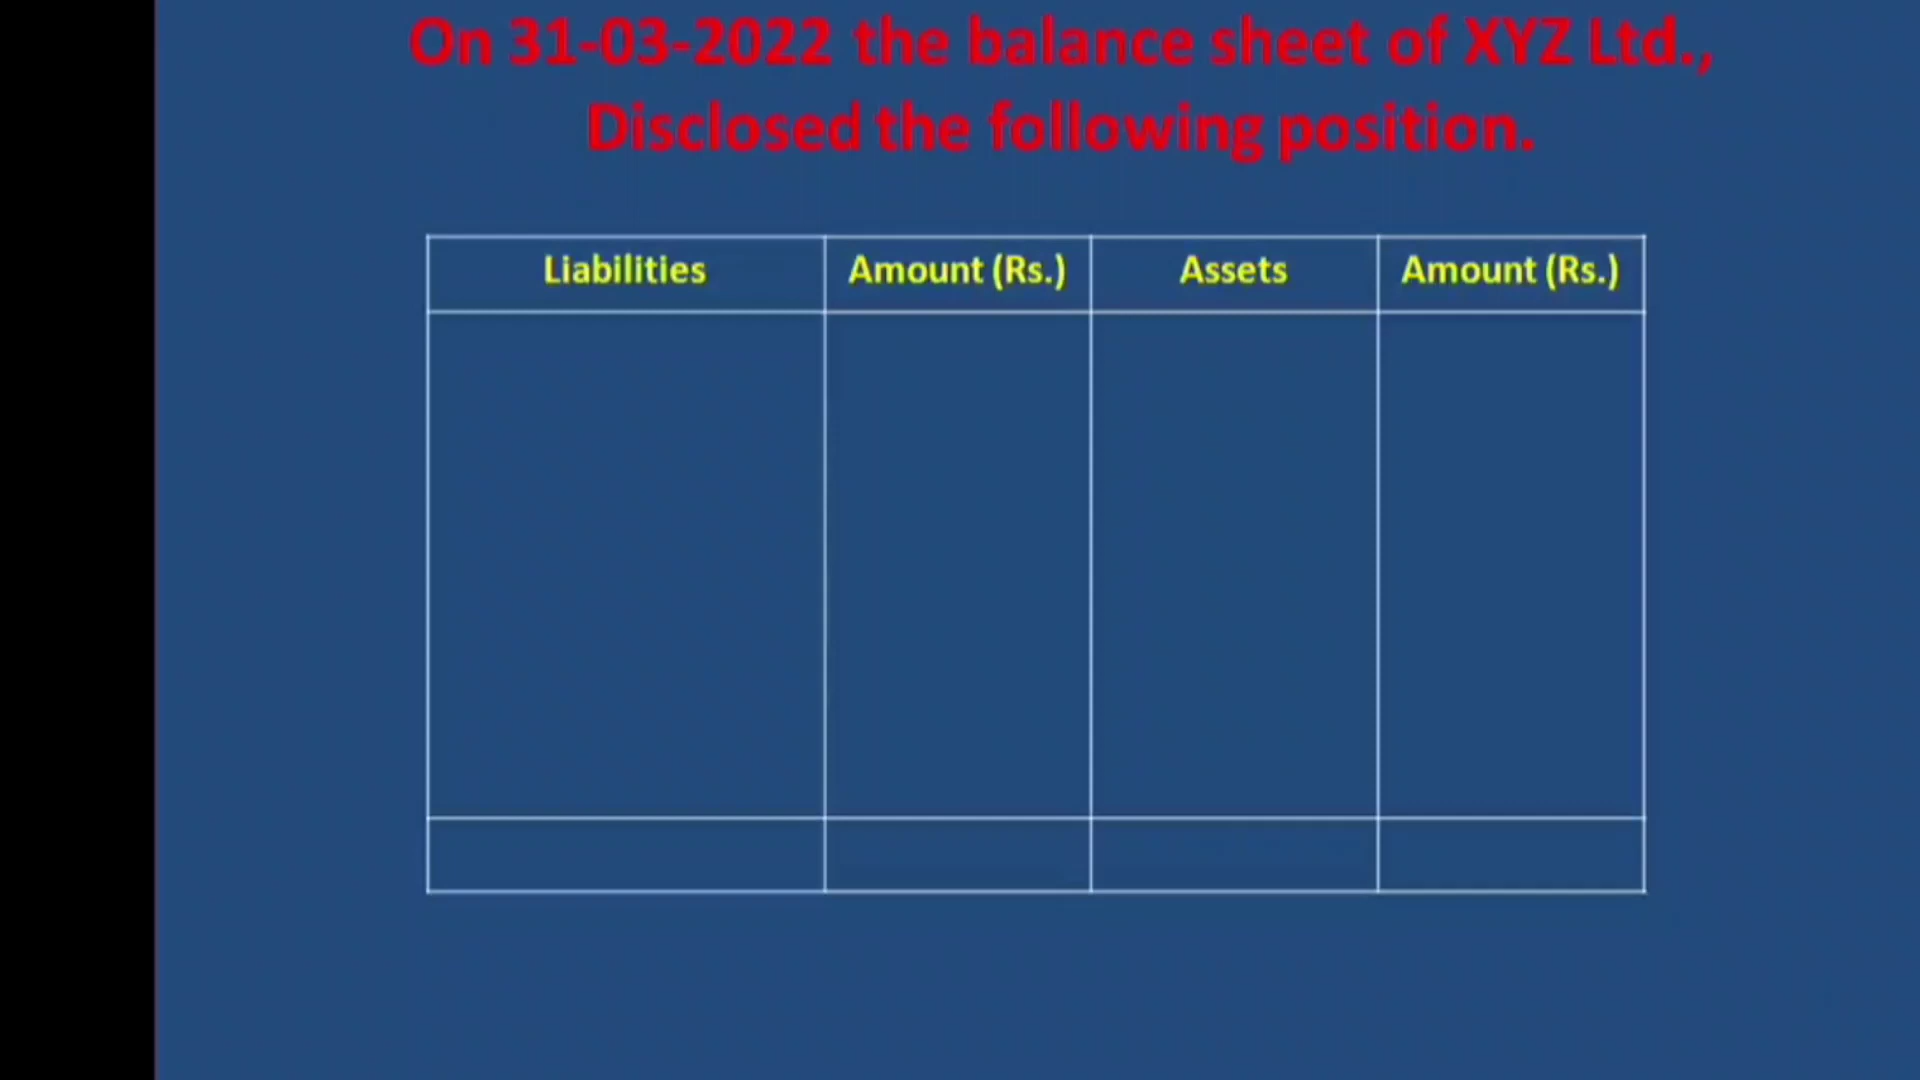 On 31-03-2022 the balance sheet of XYZ Ltd.,
Disclosed the following position.
Liabilities Amount (Rs.) Assets Amount (Rs.)